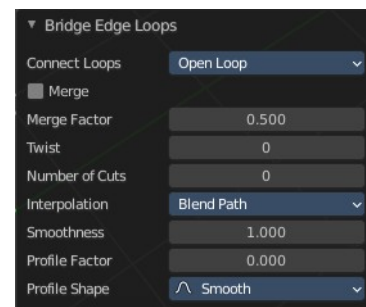 Bridge Edge Loops
Connect Loops Open Loop
Merge
Merge Factor 0.500
Twist 0
Number of Cuts 0
Interpolation Blend Path
Smoothness 1.000
Profile Factor 0.000
Profile Shape Smooth